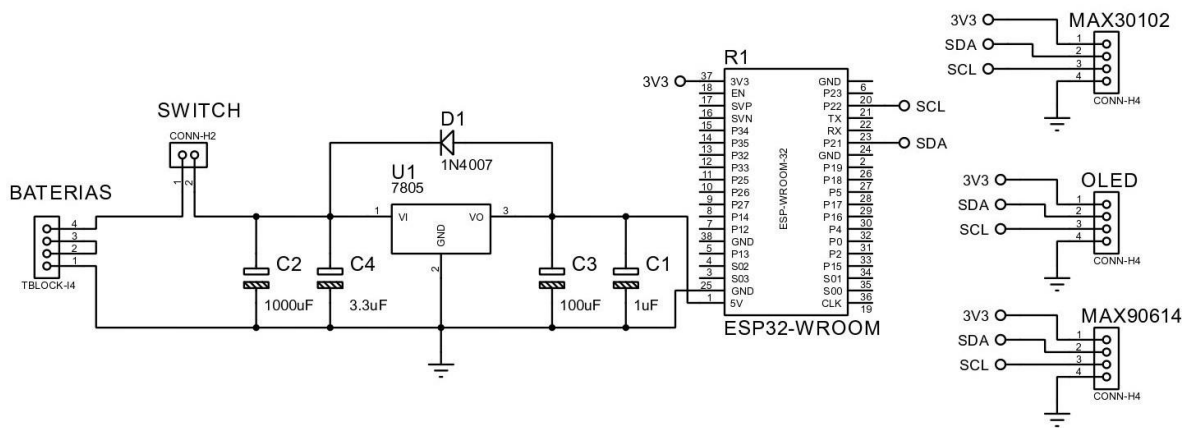 BATERIAS
4
3
2
1
TBLOCK-I4
SWITCH
CONN-H2
1
2
C2
1000uF
C4
3.3uF
D1
1N4007
U1
7805
1
VI
VO
3
GND
2
C3
100uF
C1
1uF
R1
3V3
37 3V3 GND 6
18 EN P23 20
17 SVP P22 21
16 SVN TX 22
15 P34 RX 23
14 P35 P21 24
13 P32 GND 2
12 P33 P19 26
11 P25 P18 27
10 P26 P5 28
9 P27 P17 29
8 P14 P16 30
7 P12 P4 32
38 GND P0 31
5 P13 P2 33
4 S02 P15 34
3 S03 S01 35
25 GND S00 36
1 5V CLK 19
ESP-WROOM-32
SCL
SDA
ESP32-WROOM
MAX30102
3V3
1
SDA
2
SCL
3
4
CONN-H4
OLED
3V3
1
SDA
2
SCL
3
4
CONN-H4
MAX90614
3V3
1
SDA
2
SCL
3
4
CONN-H4